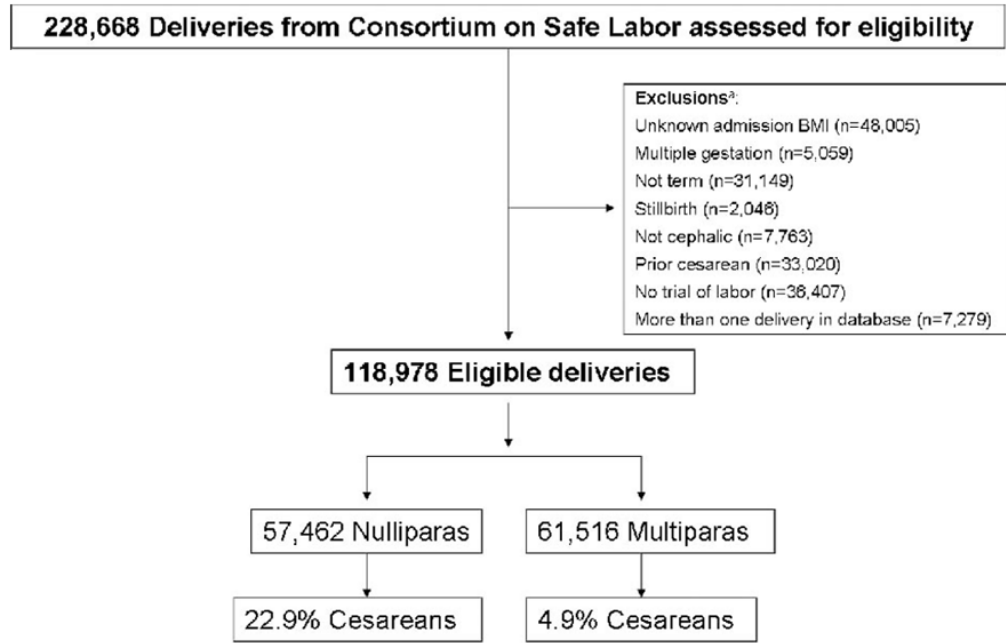 228,668 Deliveries from Consortium on Safe Labor assessed for eligibility
Exclusionsª:
Unknown admission BMI (n=48,005)
Multiple gestation (n=5,059)
Not term (n=31,149)
Stillbirth (n=2,046)
Not cephalic (n=7,763)
Prior cesarean (n=33,020)
No trial of labor (n=36,407)
More than one delivery in database (n=7,279)
118,978 Eligible deliveries
57,462 Nulliparas
61,516 Multiparas
22.9% Cesareans
4.9% Cesareans